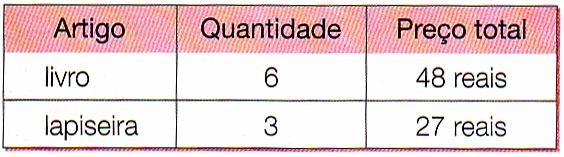 Artigo Quantidade Preço total
livro 6 48 reais
lapiseira 3 27 reais